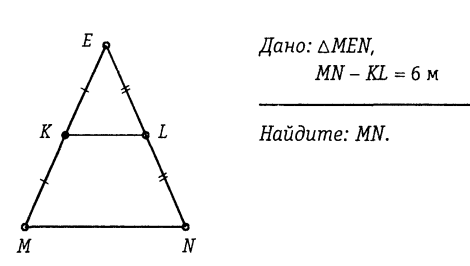 E
Дано: △MEN,
MN – KL = 6 м
K
L
Найдите: MN.
M
N